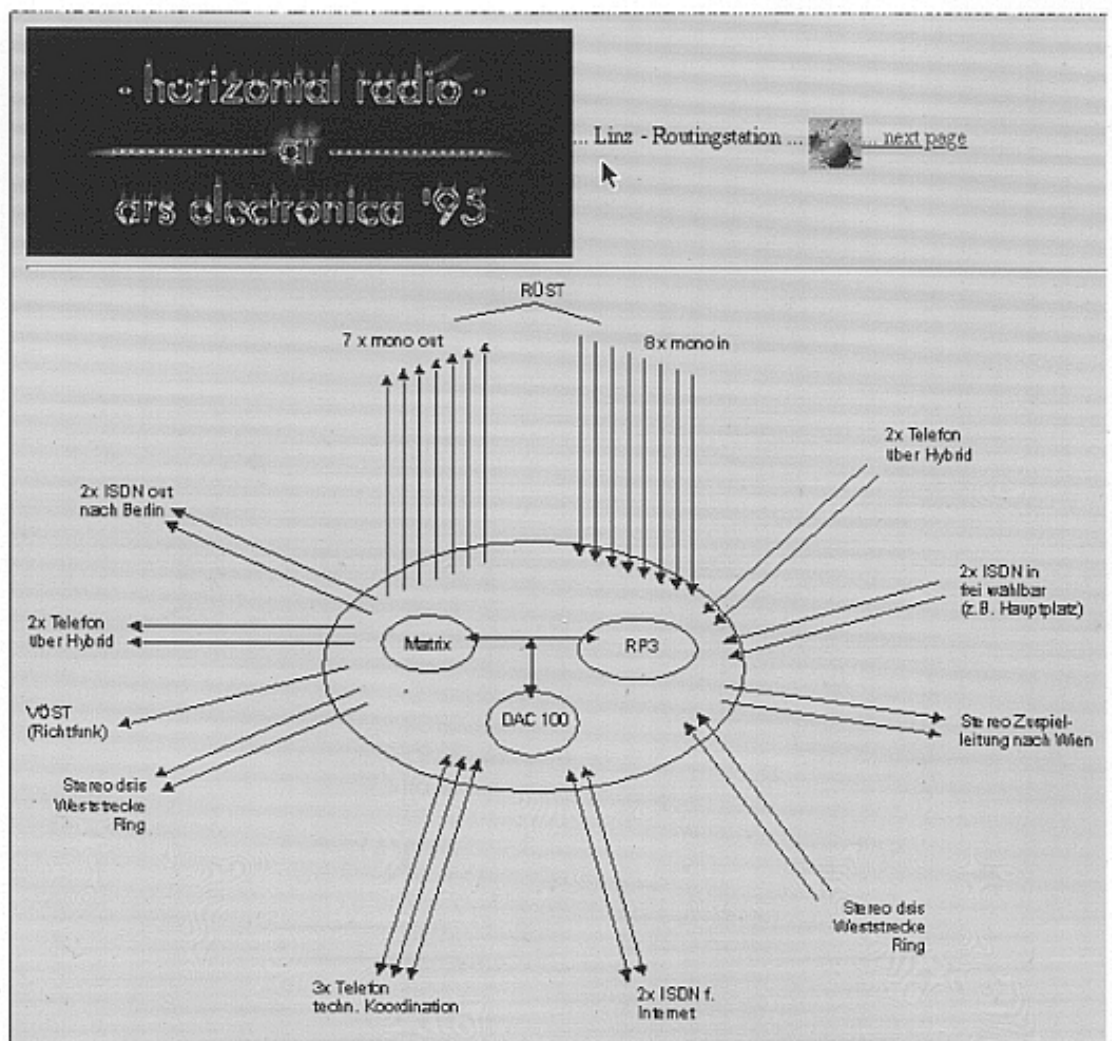 · horizontal radio ·
at
ars electronica '95
... Linz - Routingstation ... ... next page
RÜST
7 x mono out
8 x mono in
2x Telefon
über Hybrid
2x ISDN out
nach Berlin
2x ISDN in
frei wählbar
(z.B. Hauptplatz)
2x Telefon
über Hybrid
Matrix
RP3
DAC 100
VÖST
(Richtfunk)
Stereo Zuspiel-
leitung nach Wien
Stereo dsis
Weststrecke
Ring
Stereo dsis
Weststrecke
Ring
3x Telefon
techn. Koordination
2x ISDN f.
Internet